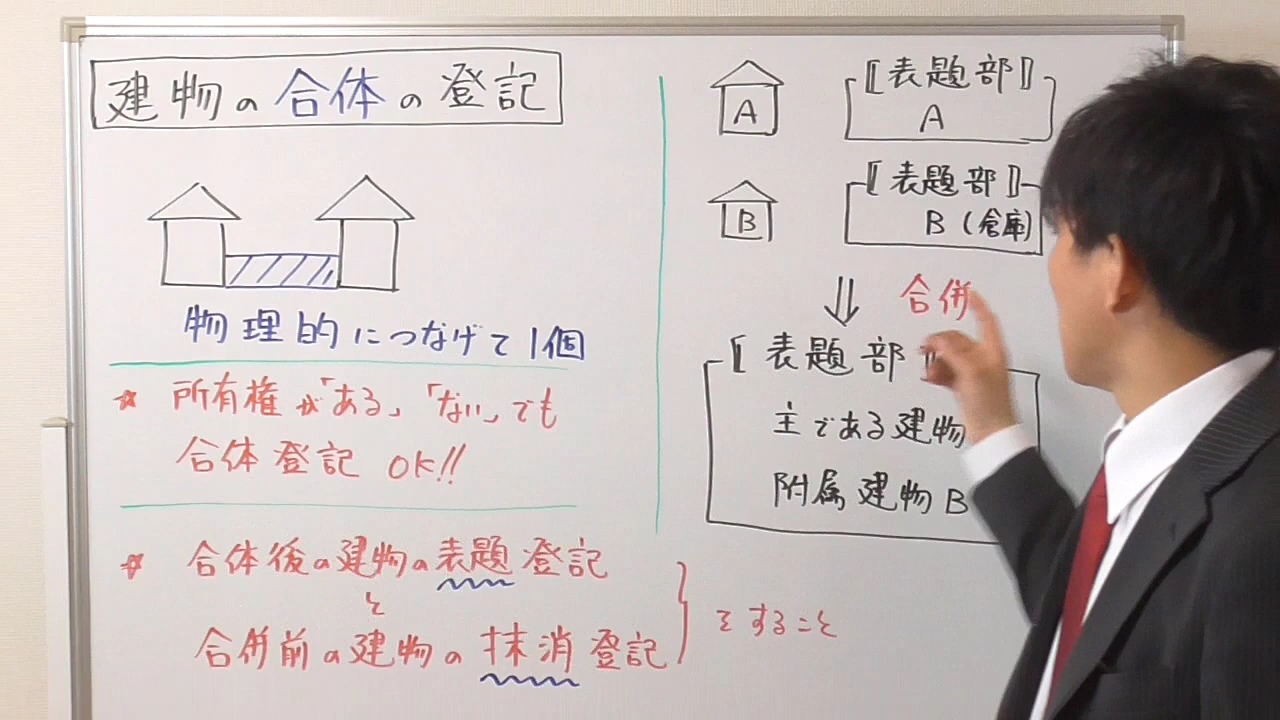 建物の合体の登記
物理的につなげて1個
★ 所有権が「ある」「ない」でも
合体登記 OK!!
★ 合体後の建物の表題登記
と
合併前の建物の抹消登記
をすること
A
〚表題部〛
A
B
〚表題部〛
B (倉庫)
⇓ 合併
〚表題部〛
主である建物
附属建物B